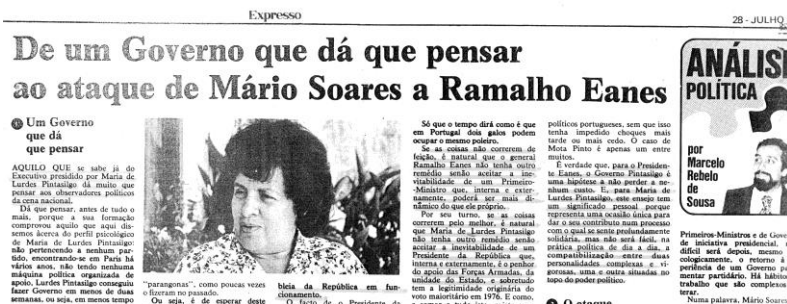 Expresso
28 - JULHO
De um Governo que dá que pensar
ao ataque de Mário Soares a Ramalho Eanes
Um Governo
que dá
que pensar
AQUILO QUE se sabe já do
Executivo presidido por Maria de
Lurdes Pintasilgo dá muito que
pensar aos observadores políticos
da cena nacional.
Dá que pensar, antes de tudo o
mais, porque a sua formação
comprovou aquilo que aqui dis-
semos acerca do perfil psicológico
de Maria de Lurdes Pintasilgo:
não pertencendo a nenhum par-
tido, encontrando-se em Paris há
vários anos, não tendo nenhuma
máquina política organizada de
apoio, Lurdes Pintasilgo conseguiu
fazer Governo em menos de duas
semanas, ou seja, em menos tempo
"parangonas", como poucas vezes
o fizeram no passado.
Ou seja, é de esperar deste
bleia da República em fun-
cionamento.
O facto de o Presidente da
Só que o tempo dirá como é que
em Portugal dois galos podem
ocupar o mesmo poleiro.
Se as coisas não correrem de
feição, é natural que o general
Ramalho Eanes não tenha outro
remédio senão aceitar a ine-
vitabilidade de um Primeiro-
-Ministro que, interna e exter-
namente, poderá ser mais di-
nâmico do que ele próprio.
Por seu turno, se as coisas
correrem pelo melhor, é natural
que Maria de Lurdes Pintasilgo
não tenha outro remédio senão
aceitar a inevitabilidade de um
Presidente da República que,
interna e externamente, é o penhor
do apoio das Forças Armadas, da
unidade do Estado, e sobretudo
tem a legitimidade originária do
voto maioritário em 1976. E como,
políticos portugueses, sem que isso
tenha impedido choques mais
tarde ou mais cedo. O caso de
Mota Pinto é apenas um entre
muitos.
É verdade que, para o Presiden-
te Eanes, o Governo Pintasilgo é
uma hipótese a não perder a ne-
nhum custo. E, para Maria de
Lurdes Pintasilgo, este ensejo tem
um significado pessoal porque
representa uma ocasião única para
dar o seu contributo num processo
com o qual se sente profundamente
solidária, mas não será fácil, na
prática política de dia a dia, a
compatibilização entre duas
personalidades complexas e vi-
gorosas, uma e outra situadas no
topo do poder político.
O ataque
ANÁLISE
POLÍTICA
por
Marcelo
Rebelo
de
Sousa
Primeiros-Ministros e de Gove
de iniciativa presidencial,
difícil será depois, mesmo
cologicamente, o retorno à
periência de um Governo pa
mentar partidário. Há hábitos
trabalho que são complexos
terar.
Numa palavra, Mário Soares